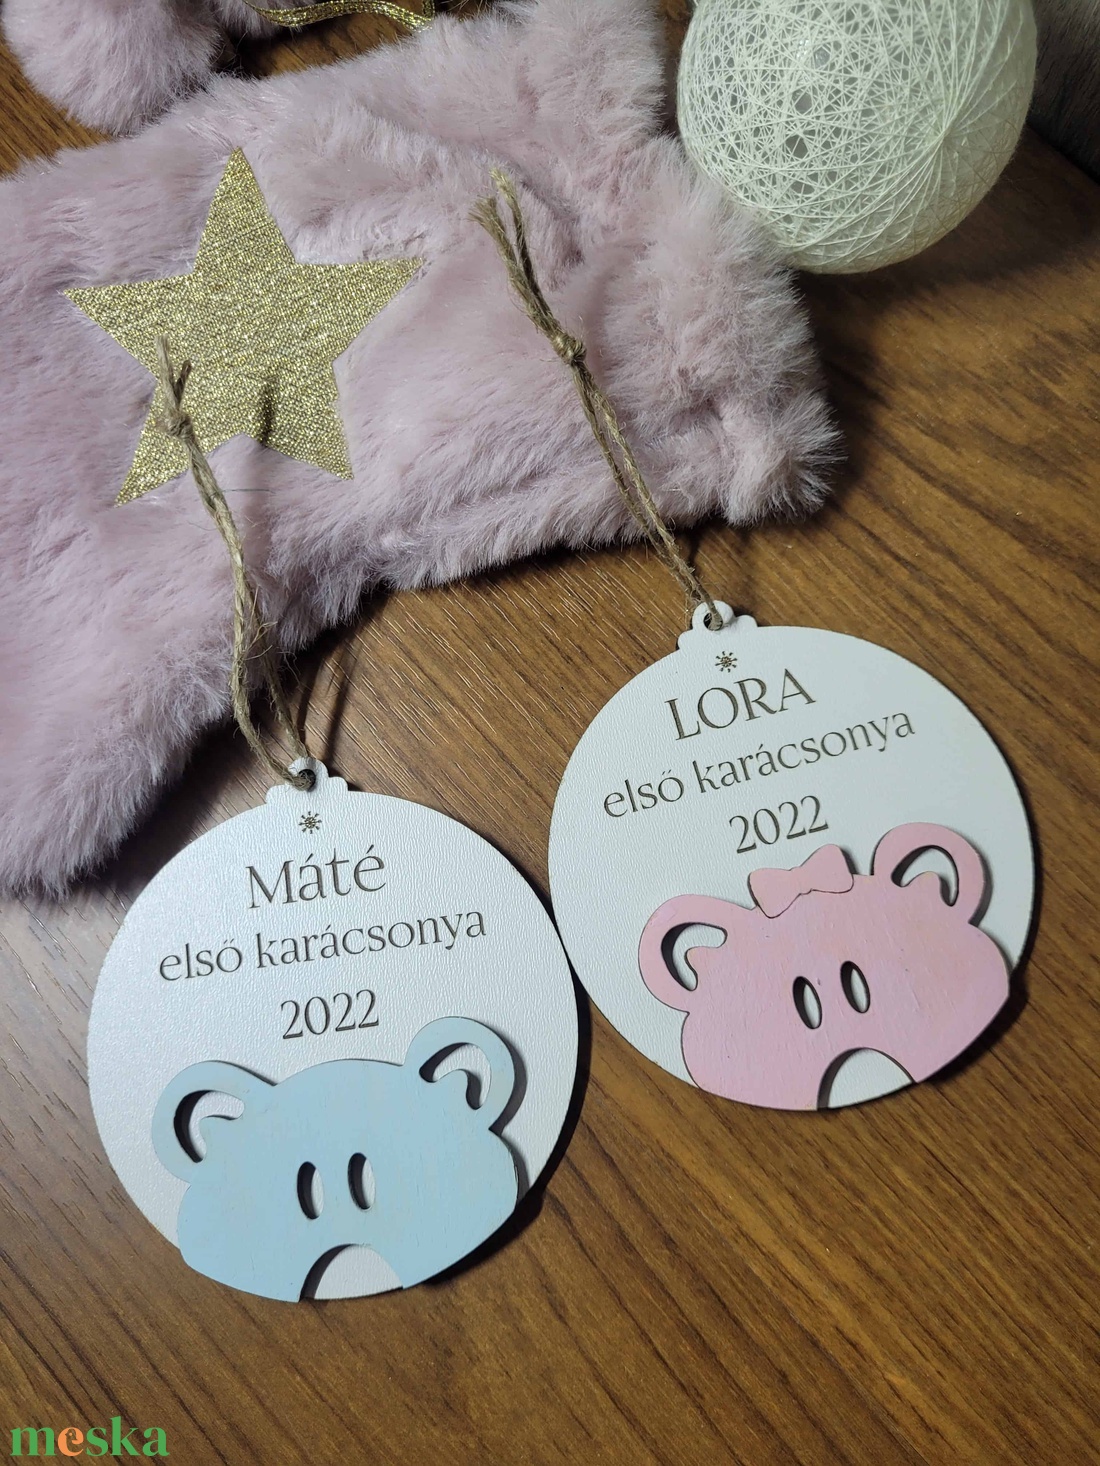 LORA
első karácsonya
2022
Máté
első karácsonya
2022
meska